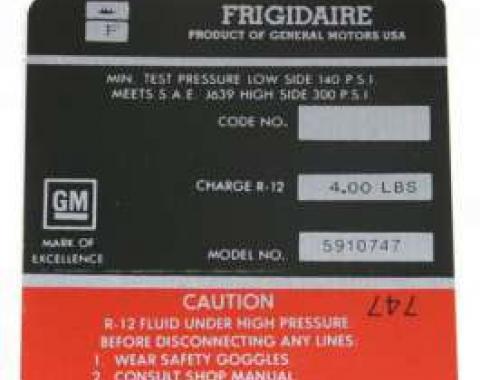 F
FRIGIDAIRE
PRODUCT OF GENERAL MOTORS USA
MIN. TEST PRESSURE LOW SIDE 140 P.S.I.
MEETS S.A.E. J639 HIGH SIDE 300 P.S.I.
CODE NO.
CHARGE R-12 4.00 LBS
GM
MARK OF
EXCELLENCE
MODEL NO. 5910747
CAUTION
747
R-12 FLUID UNDER HIGH PRESSURE
BEFORE DISCONNECTING ANY LINES
1 WEAR SAFETY GOGGLES
2 CONSULT SHOP MANUAL